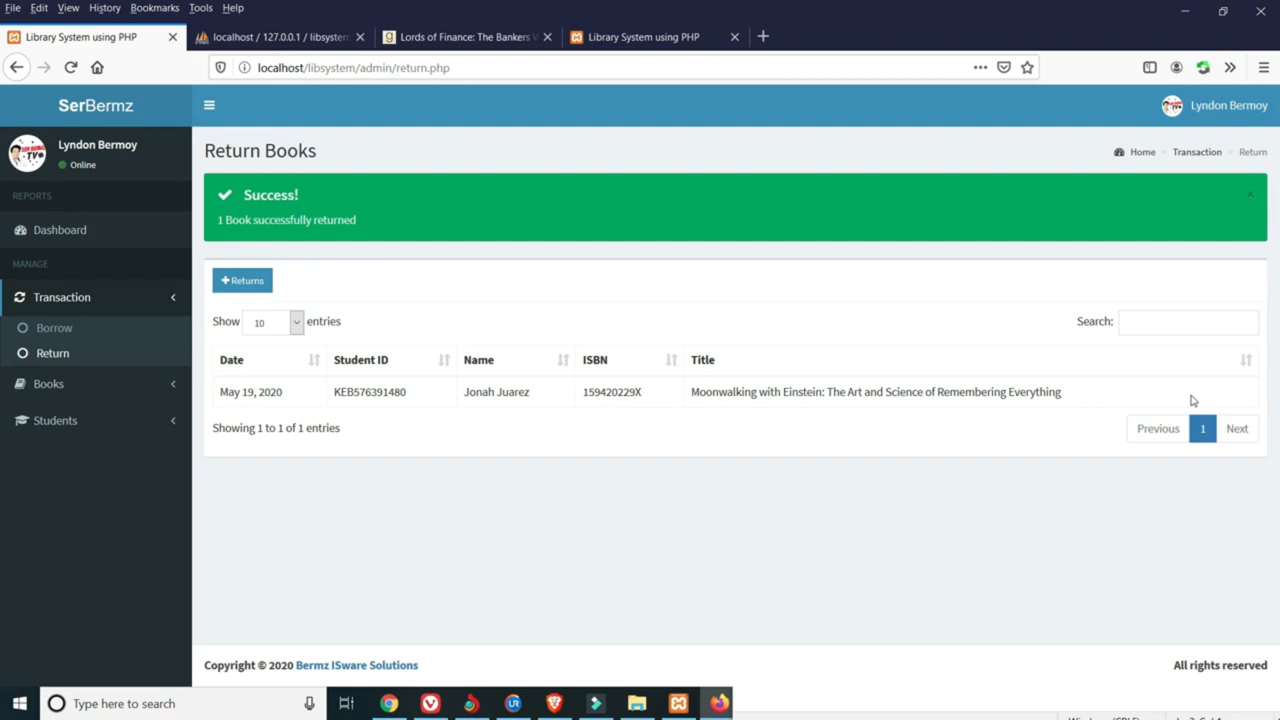 File Edit View History Bookmarks Tools Help
Library System using PHP
localhost / 127.0.0.1 / libsystem
Lords of Finance: The Bankers
Library System using PHP
localhost/libsystem/admin/return.php
SerBermz
Lyndon Bermoy
Lyndon Bermoy
Online
REPORTS
Dashboard
MANAGE
Transaction
Borrow
Return
Books
Students
Return Books
Home > Transaction > Return
Success!
×
1 Book successfully returned
+Returns
Show 10 entries
Search:
Date Student ID Name ISBN Title
May 19, 2020 KEB576391480 Jonah Juarez 159420229X Moonwalking with Einstein: The Art and Science of Remembering Everything
Showing 1 to 1 of 1 entries
Previous 1 Next
Copyright © 2020 Bermz ISware Solutions
All rights reserved
Type here to search